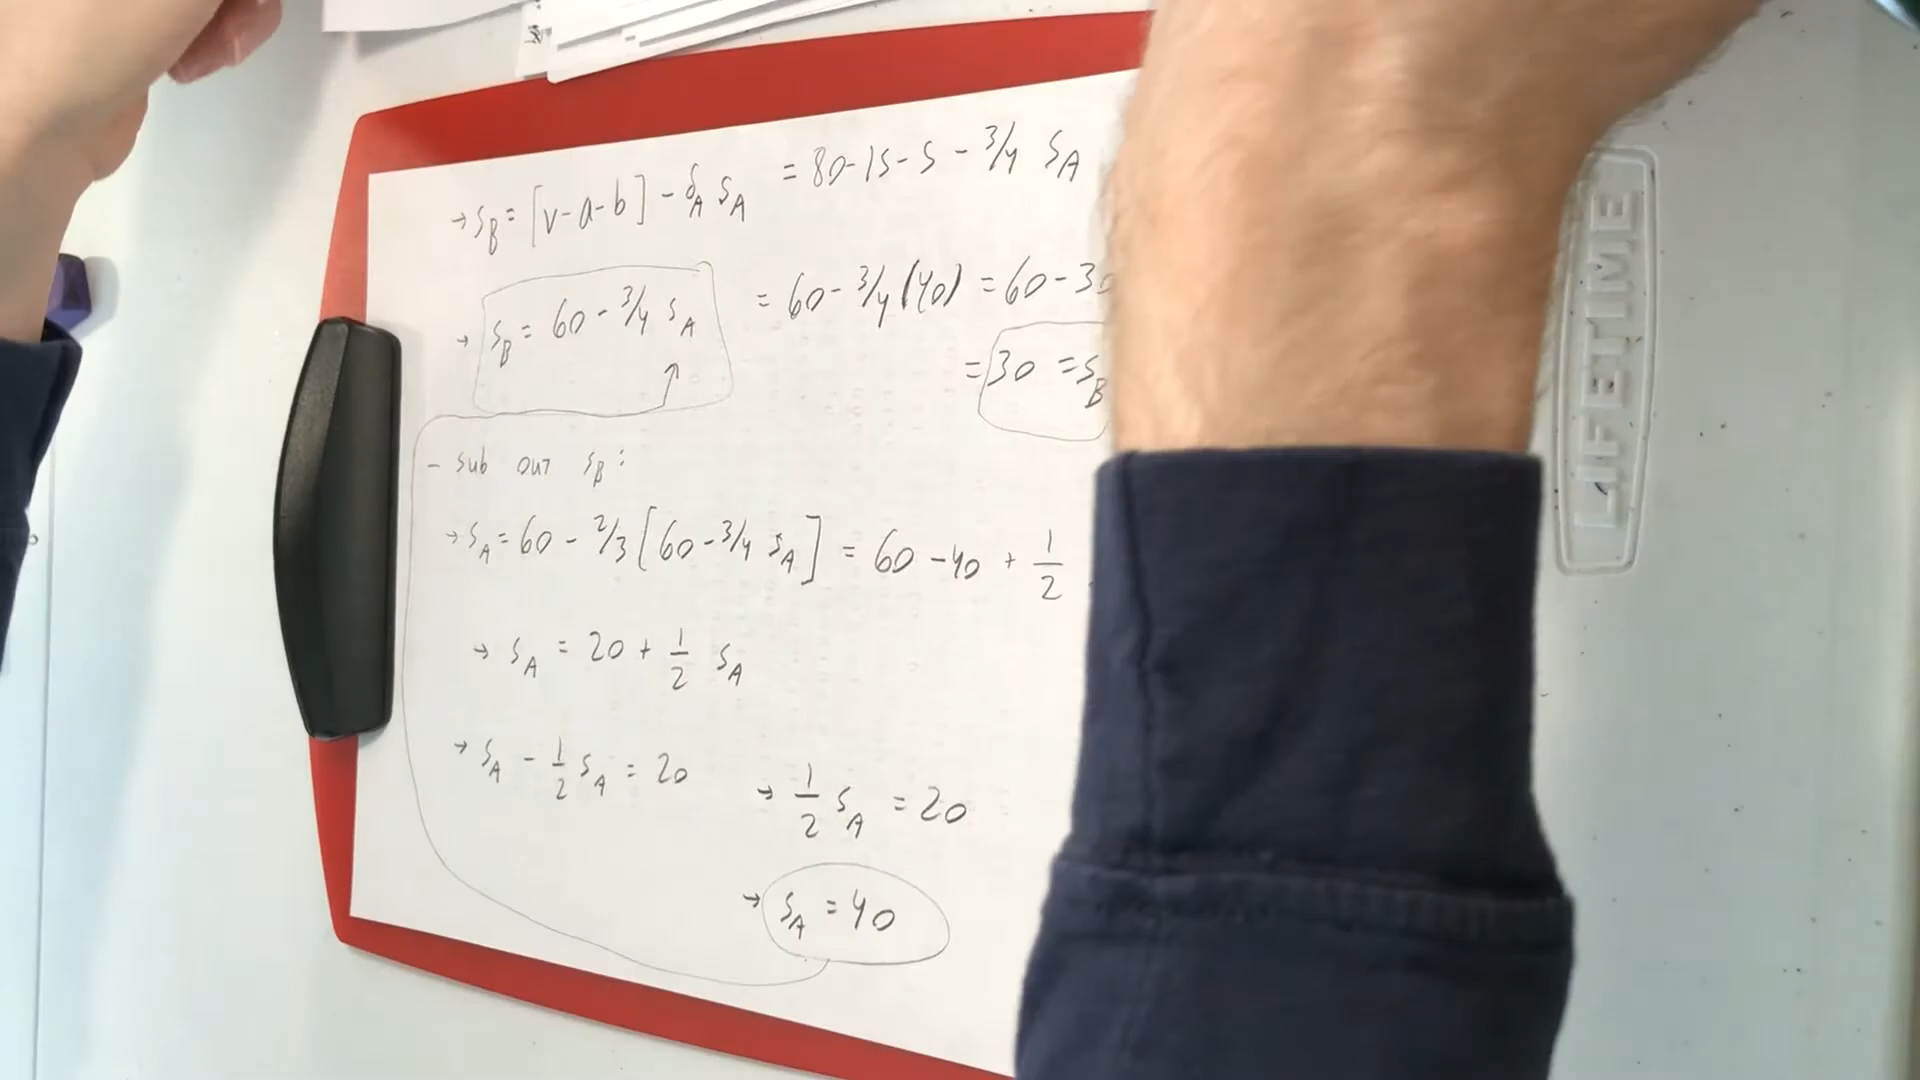 → s_B = [v-a-b] - δ_A s_A = 80-15-5 - 3/4 s_A
→ s_B = 60 - 3/4 s_A = 60 - 3/4 (40) = 60 - 30
= 30 = s_B
- sub out s_B:
→ s_A = 60 - 2/3 [60 - 3/4 s_A] = 60 - 40 + 1/2
→ s_A = 20 + 1/2 s_A
→ s_A - 1/2 s_A = 20 → 1/2 s_A = 20
→ s_A = 40
LIFETIME